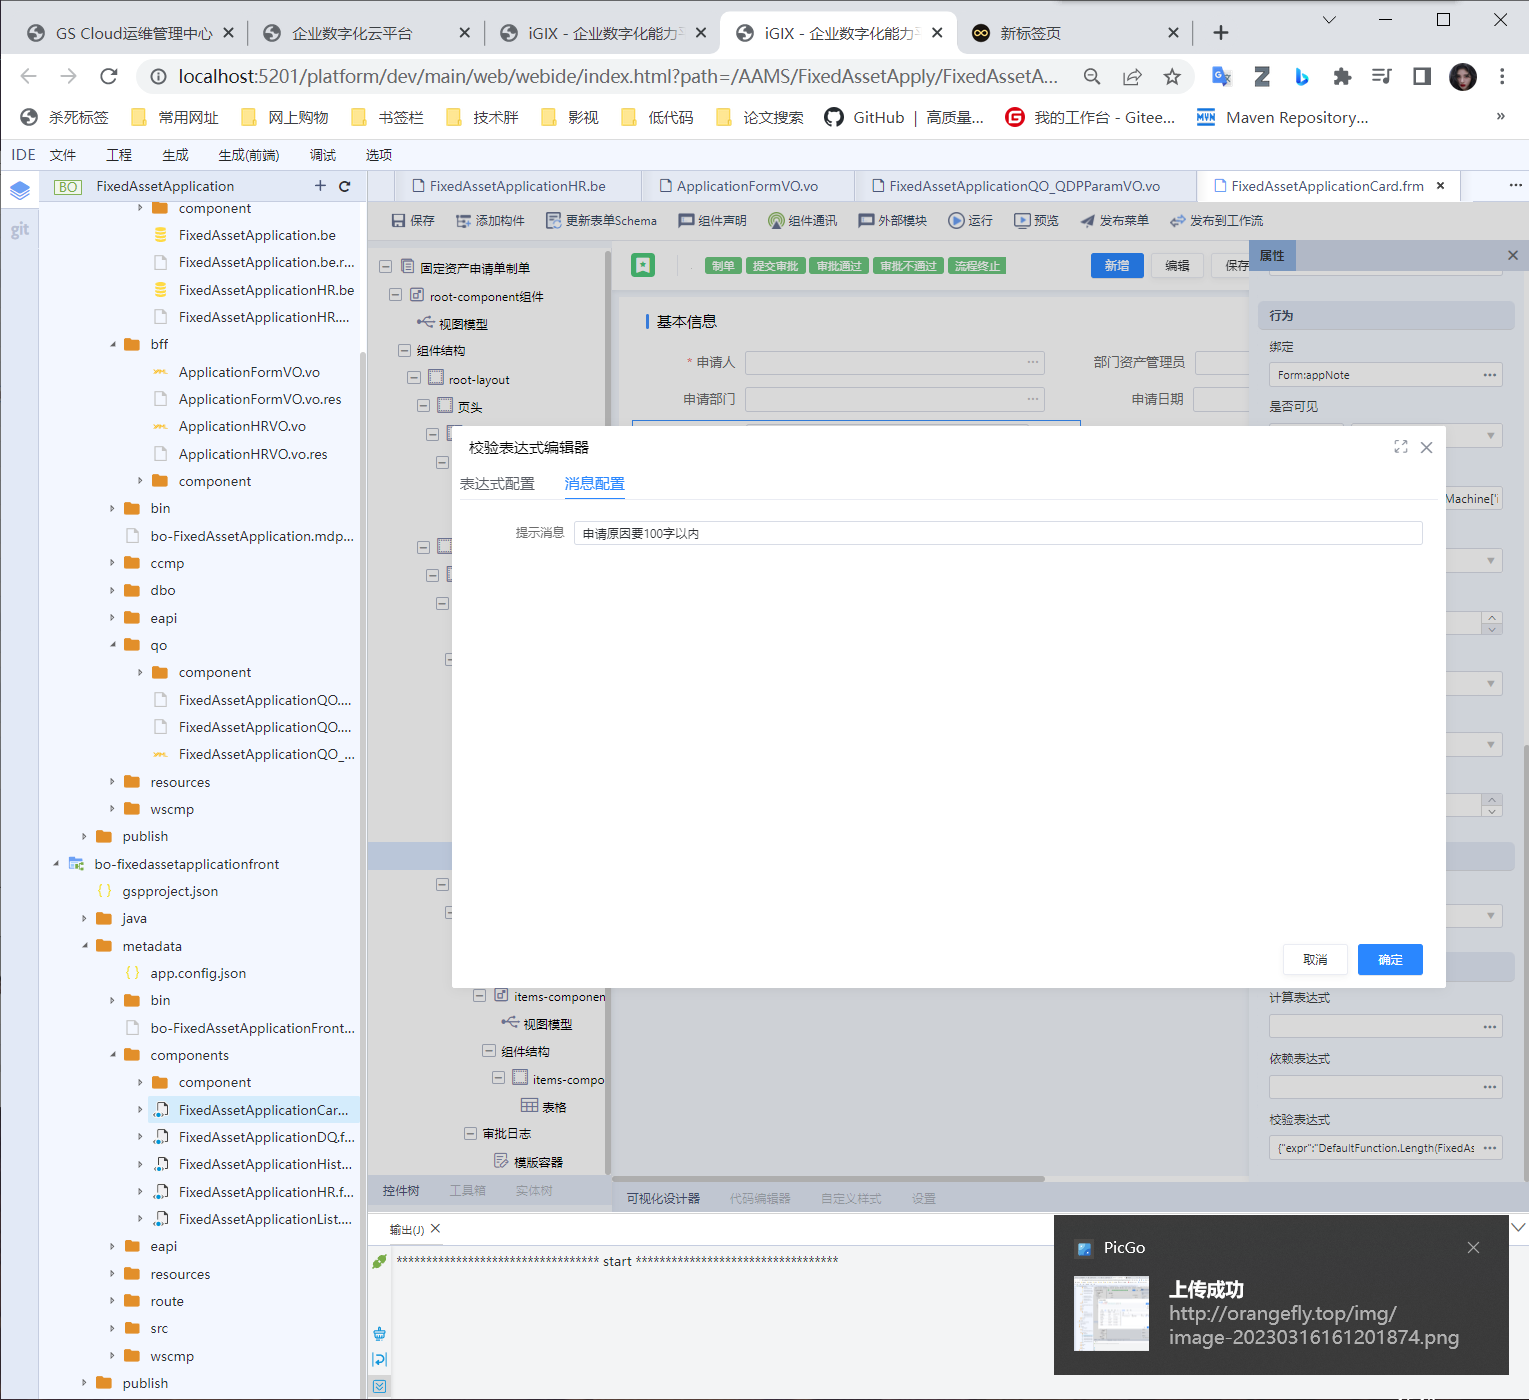 GS Cloud运维管理中心
企业数字化云平台
iGIX - 企业数字化能力
iGIX - 企业数字化能力
新标签页
localhost:5201/platform/dev/main/web/webide/index.html?path=/AAMS/FixedAssetApply/FixedAssetA...
杀死标签
常用网址
网上购物
书签栏
技术胖
影视
低代码
论文搜索
GitHub | 高质量...
我的工作台 - Gitee...
MVN Maven Repository...
IDE 文件 工程 生成 生成(前端) 调试 选项
BO FixedAssetApplication
git
component
FixedAssetApplication.be
FixedAssetApplication.be.r...
FixedAssetApplicationHR.be
FixedAssetApplicationHR....
bff
ApplicationFormVO.vo
ApplicationFormVO.vo.res
ApplicationHRVO.vo
ApplicationHRVO.vo.res
component
bin
bo-FixedAssetApplication.mdp...
ccmp
dbo
eapi
qo
component
FixedAssetApplicationQO....
FixedAssetApplicationQO....
FixedAssetApplicationQO_...
resources
wscmp
publish
bo-fixedassetapplicationfront
gspproject.json
java
metadata
app.config.json
bin
bo-FixedAssetApplicationFront...
components
component
FixedAssetApplicationCar...
FixedAssetApplicationDQ.f...
FixedAssetApplicationHist...
FixedAssetApplicationHR.f...
FixedAssetApplicationList....
eapi
resources
route
src
wscmp
publish
FixedAssetApplicationHR.be
ApplicationFormVO.vo
FixedAssetApplicationQO_QDPParamVO.vo
FixedAssetApplicationCard.frm
保存 添加构件 更新表单Schema 组件声明 组件通讯 外部模块 运行 预览 发布菜单 发布到工作流
固定资产申请单制单
root-component组件
视图模型
组件结构
root-layout
页头
items-componen
视图模型
组件结构
items-compo
表格
审批日志
模版容器
控件树 工具箱 实体树
制单 提交审批 审批通过 审批不通过 流程终止
新增 编辑 保存
基本信息
* 申请人
部门资产管理员
申请部门
申请日期
校验表达式编辑器
表达式配置 消息配置
提示消息 申请原因要100字以内
取消 确定
属性
行为
绑定
Form:appNote
是否可见
Machine['i
计算表达式
依赖表达式
校验表达式
{"expr":"DefaultFunction.Length(FixedAs
可视化设计器 代码编辑器 自定义样式 设置
输出(J)
********************************** start **********************************
PicGo
上传成功
http://orangefly.top/img/
image-20230316161201874.png